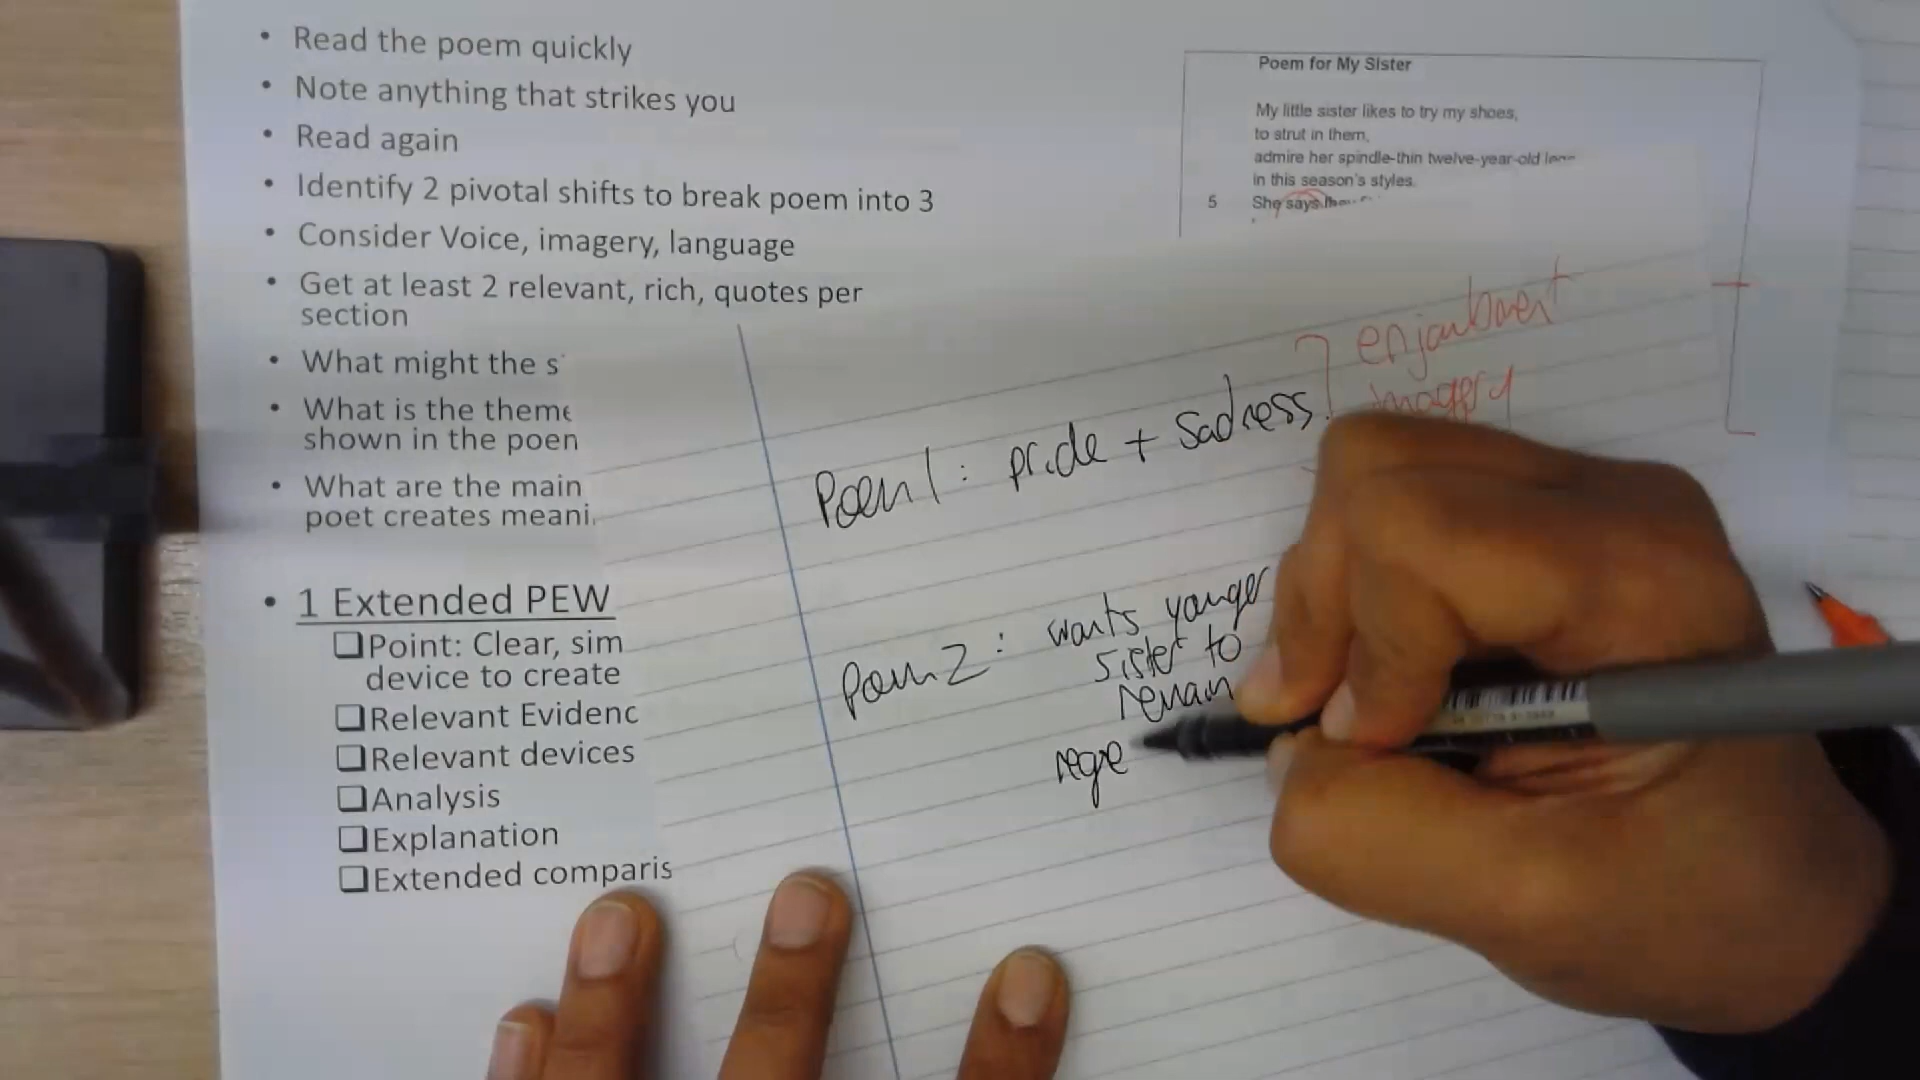 • Read the poem quickly
• Note anything that strikes you
• Read again
• Identify 2 pivotal shifts to break poem into 3
• Consider Voice, imagery, language
• Get at least 2 relevant, rich, quotes per
section
• What might the s
• What is the theme
shown in the poen
• What are the main
poet creates meani
• 1 Extended PEW
❑Point: Clear, sim
device to create
❑Relevant Evidenc
❑Relevant devices
❑Analysis
❑Explanation
❑Extended comparis
Poem for My Sister
My little sister likes to try my shoes,
to strut in them,
admire her spindle-thin twelve-year-old
in this season's styles.
5 She says
enjambment
imagery
Poem 1: pride + sadness
Poem 2: wants younger
sister to
remain
regre